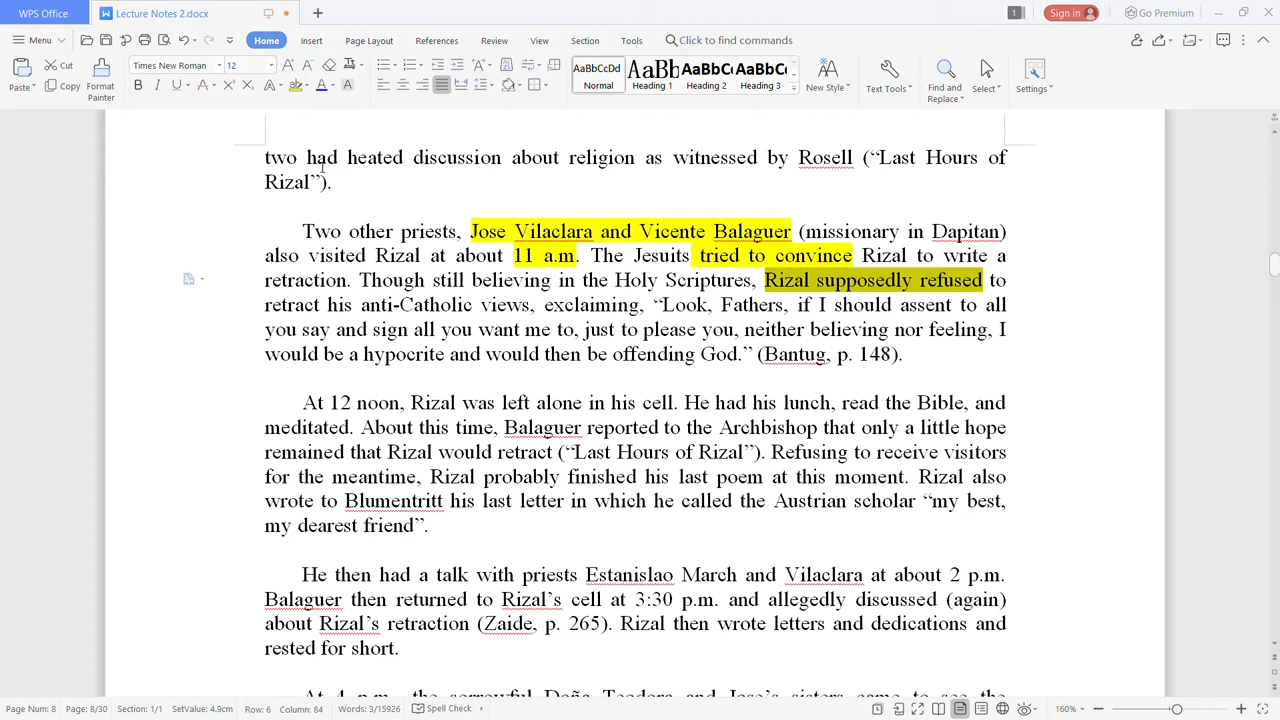 WPS Office
Lecture Notes 2.docx
1
Sign in
Go Premium
Menu
Home
Insert
Page Layout
References
Review
View
Section
Tools
Click to find commands
Paste
Cut
Copy
Format Painter
Times New Roman
12
AaBbCcDd
Normal
AaBb
Heading 1
AaBbC
Heading 2
AaBbC
Heading 3
New Style
Text Tools
Find and Replace
Select
Settings
two had heated discussion about religion as witnessed by Rosell (“Last Hours of
Rizal”).
Two other priests, Jose Vilaclara and Vicente Balaguer (missionary in Dapitan)
also visited Rizal at about 11 a.m. The Jesuits tried to convince Rizal to write a
retraction. Though still believing in the Holy Scriptures, Rizal supposedly refused to
retract his anti-Catholic views, exclaiming, “Look, Fathers, if I should assent to all
you say and sign all you want me to, just to please you, neither believing nor feeling, I
would be a hypocrite and would then be offending God.” (Bantug, p. 148).
At 12 noon, Rizal was left alone in his cell. He had his lunch, read the Bible, and
meditated. About this time, Balaguer reported to the Archbishop that only a little hope
remained that Rizal would retract (“Last Hours of Rizal”). Refusing to receive visitors
for the meantime, Rizal probably finished his last poem at this moment. Rizal also
wrote to Blumentritt his last letter in which he called the Austrian scholar “my best,
my dearest friend”.
He then had a talk with priests Estanislao March and Vilaclara at about 2 p.m.
Balaguer then returned to Rizal’s cell at 3:30 p.m. and allegedly discussed (again)
about Rizal’s retraction (Zaide, p. 265). Rizal then wrote letters and dedications and
rested for short.
At 4 p.m., the sorrowful Doña Teodora and Jose’s sisters came to see the
Page Num: 8
Page: 8/30
Section: 1/1
SetValue: 4.9cm
Row: 6
Column: 84
Words: 3/15926
Spell Check
160%